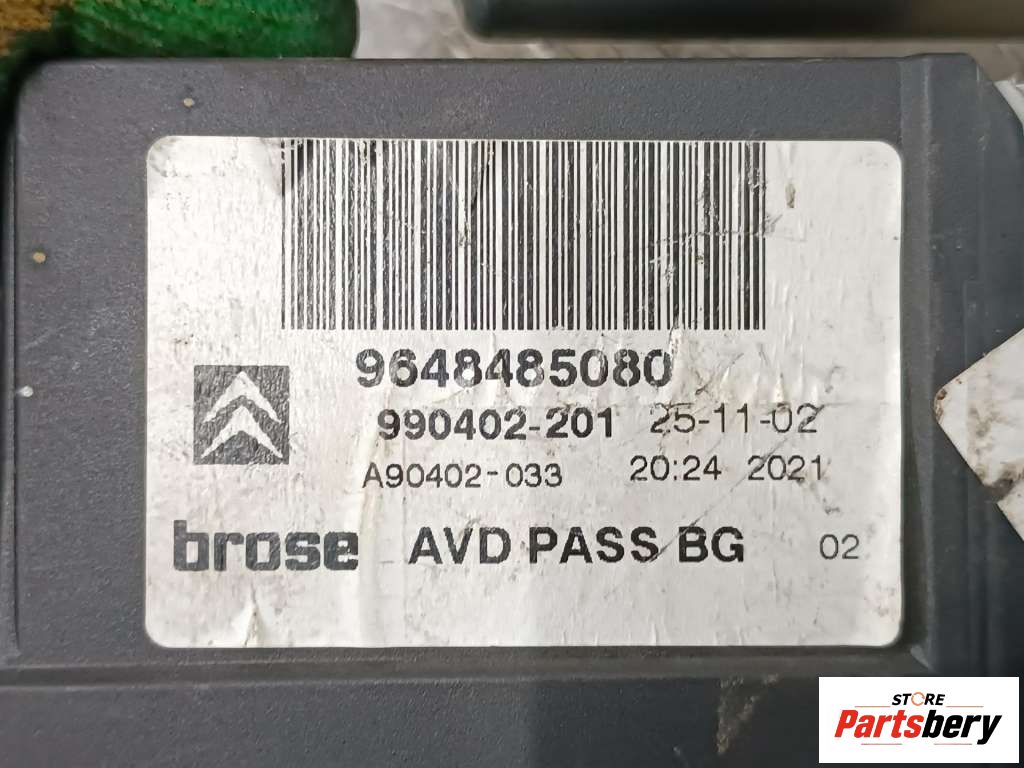 9648485080
990402-201 25-11-02
A90402-033 20:24 2021
brose AVD PASS BG 02
STORE
Partsbery